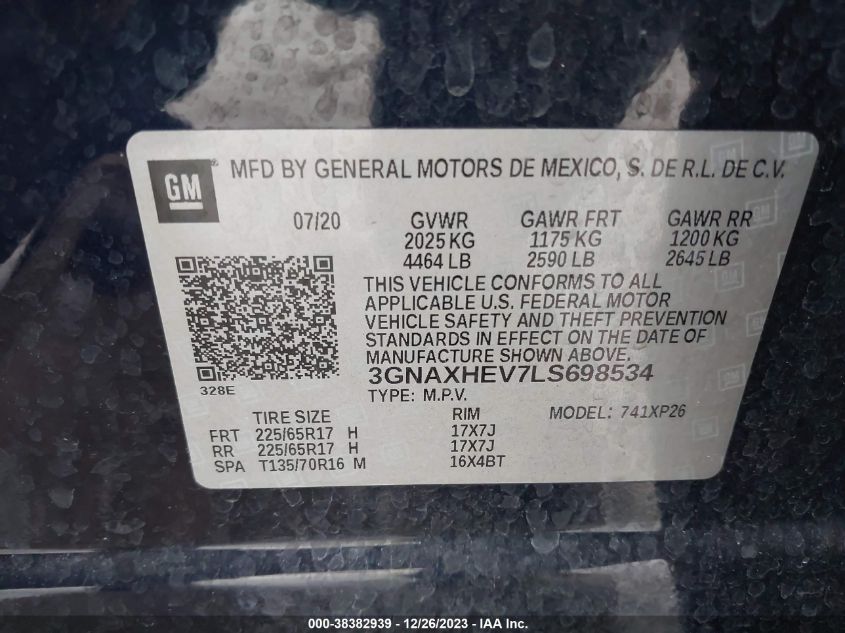 GM
MFD BY GENERAL MOTORS DE MEXICO, S. DE R.L. DE C.V.
07/20 GVWR GAWR FRT GAWR RR
2025 KG 1175 KG 1200 KG
4464 LB 2590 LB 2645 LB
THIS VEHICLE CONFORMS TO ALL
APPLICABLE U.S. FEDERAL MOTOR
VEHICLE SAFETY AND THEFT PREVENTION
STANDARDS IN EFFECT ON THE DATE OF
MANUFACTURE SHOWN ABOVE.
3GNAXHEV7LS698534
328E
TYPE: M.P.V. MODEL: 741XP26
TIRE SIZE RIM
FRT 225/65R17 H 17X7J
RR 225/65R17 H 17X7J
SPA T135/70R16 M 16X4BT
000-38382939 - 12/26/2023 - IAAI.com